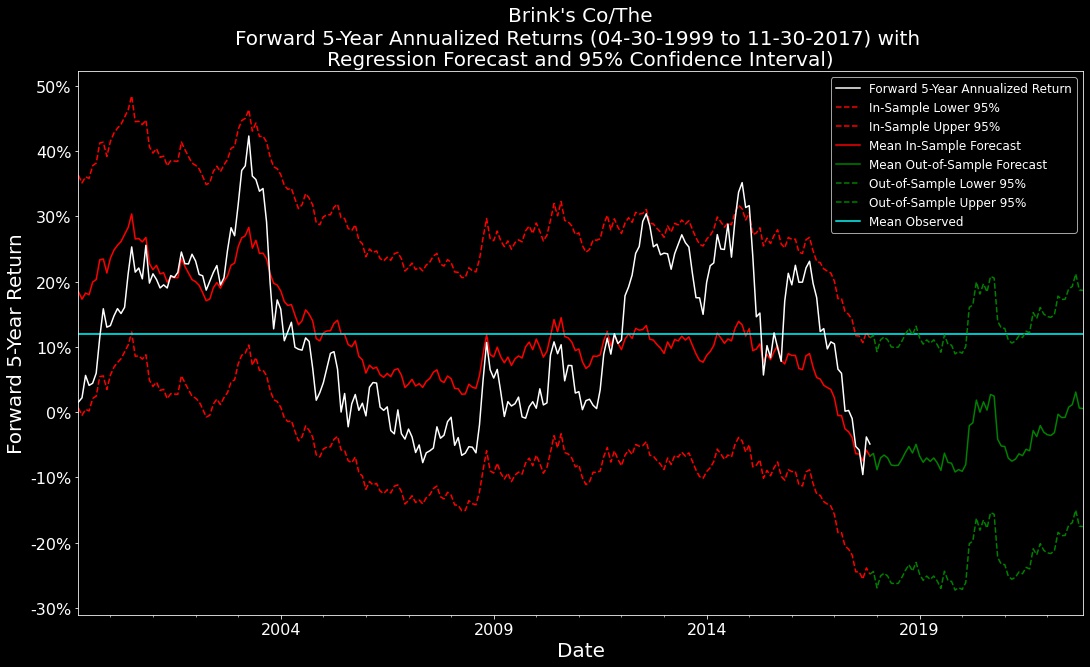 Brink's Co/The
Forward 5-Year Annualized Returns (04-30-1999 to 11-30-2017) with
Regression Forecast and 95% Confidence Interval)
Forward 5-Year Annualized Return
In-Sample Lower 95%
In-Sample Upper 95%
Mean In-Sample Forecast
Mean Out-of-Sample Forecast
Out-of-Sample Lower 95%
Out-of-Sample Upper 95%
Mean Observed
Forward 5-Year Return
50%
40%
30%
20%
10%
0%
-10%
-20%
-30%
2004
2009
2014
2019
Date